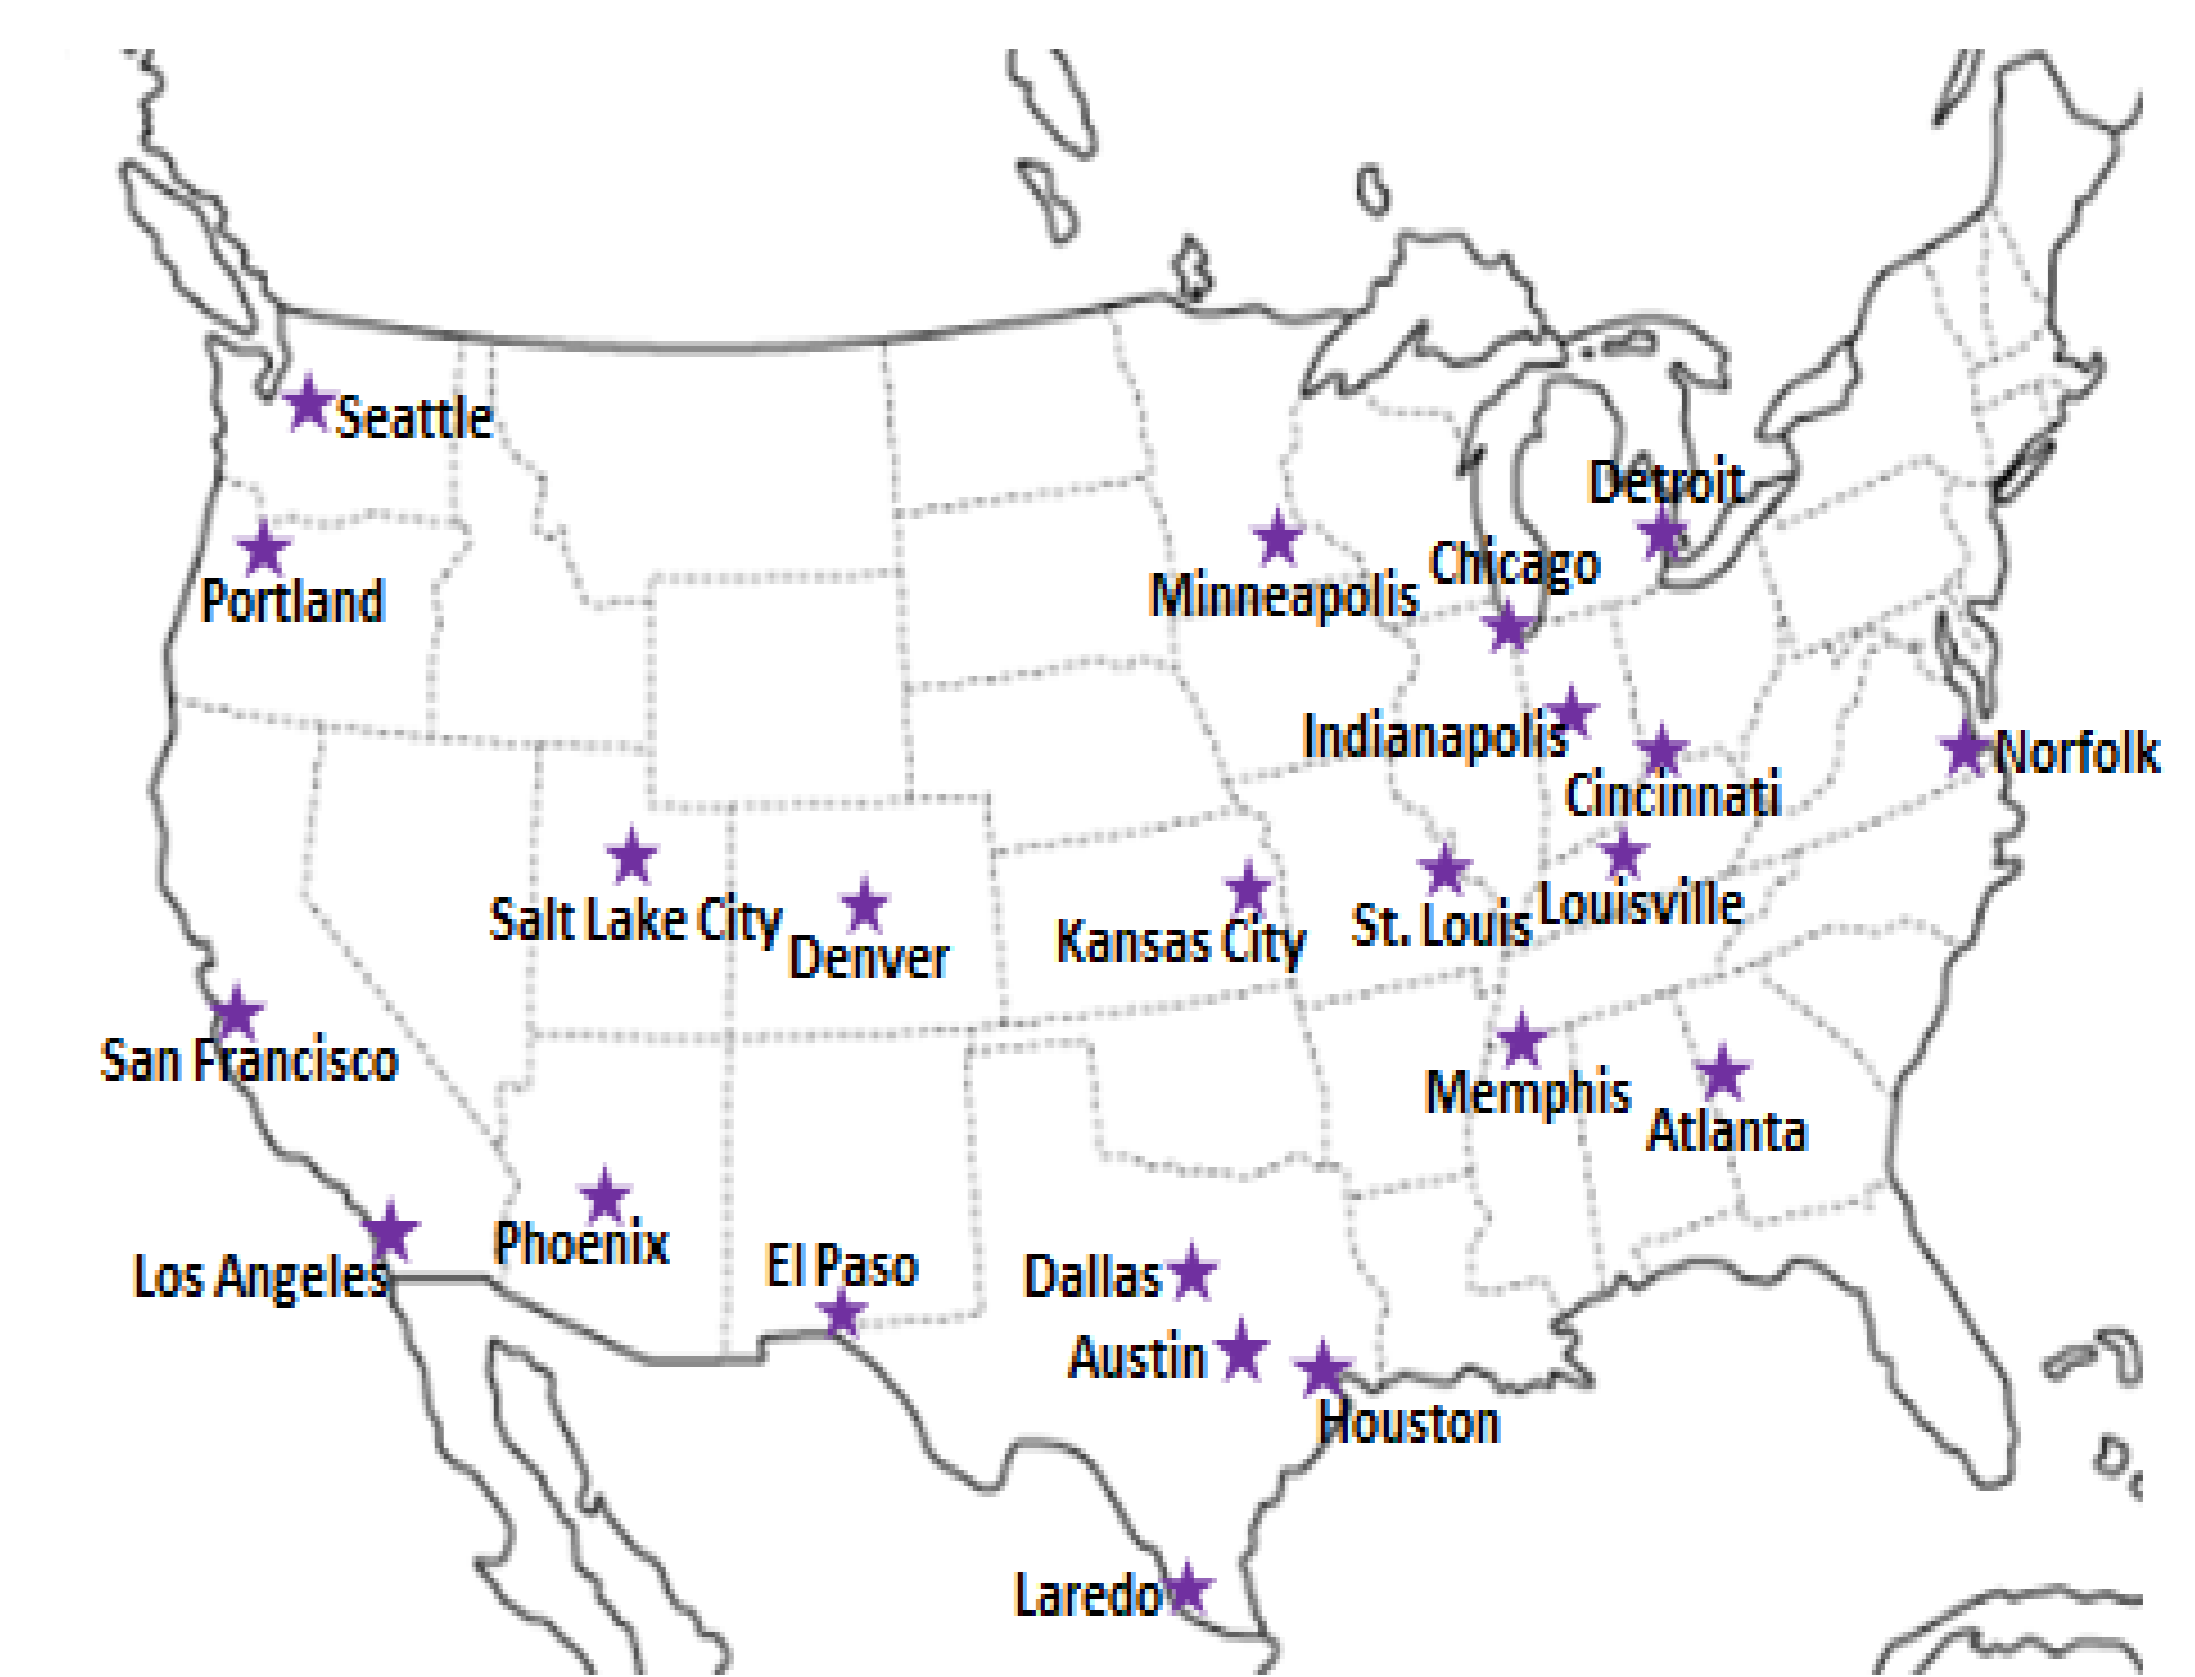 Seattle
Detroit
Chicago
Portland
Minneapolis
Indianapolis
Norfolk
Cincinnati
Salt Lake City
Denver
Kansas City
St. Louis
Louisville
San Francisco
Memphis
Atlanta
Phoenix
El Paso
Dallas
Los Angeles
Austin
Houston
Laredo